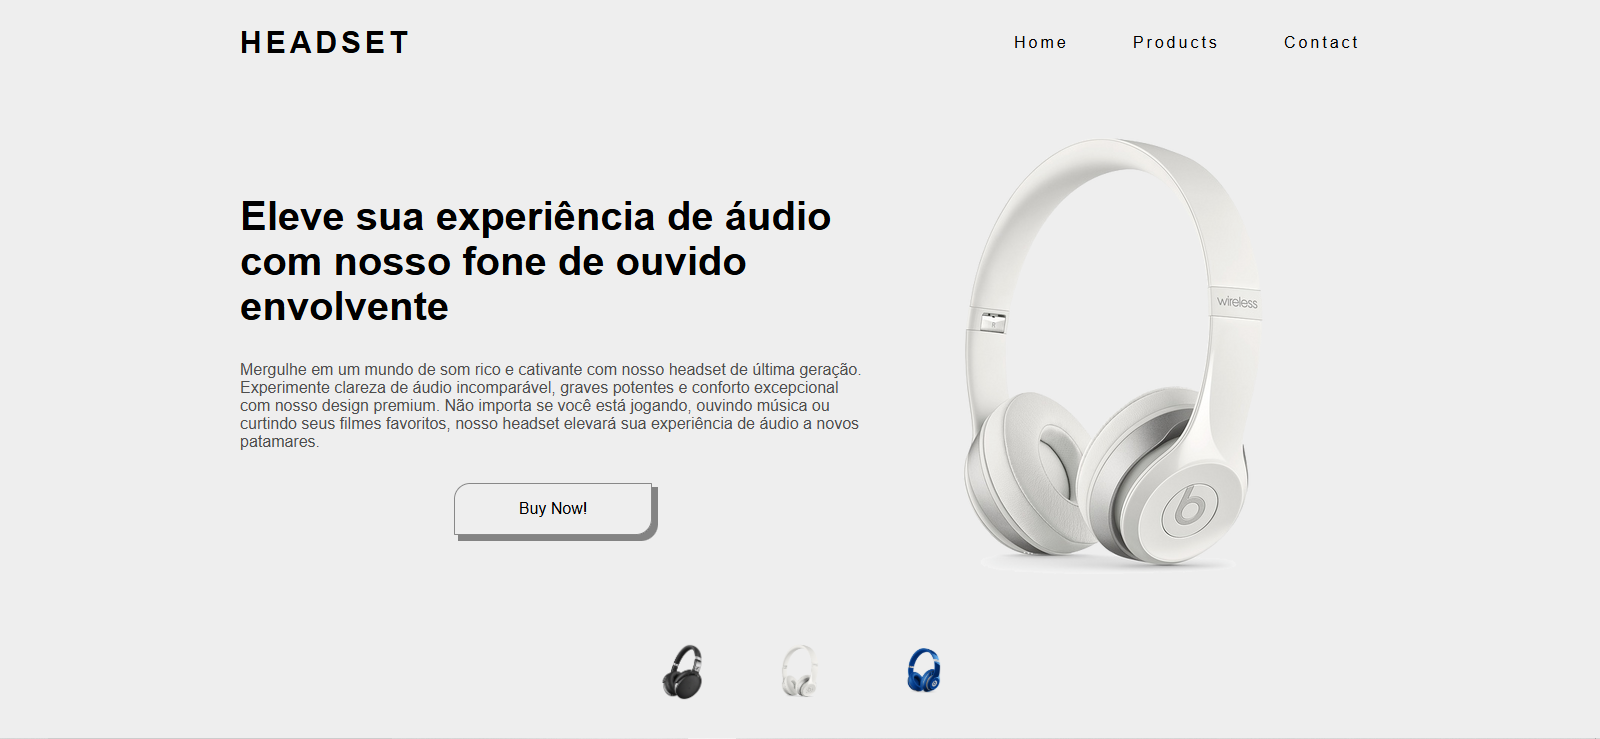 HEADSET
Home Products Contact
Eleve sua experiência de áudio
com nosso fone de ouvido
envolvente
Mergulhe em um mundo de som rico e cativante com nosso headset de última geração.
Experimente clareza de áudio incomparável, graves potentes e conforto excepcional
com nosso design premium. Não importa se você está jogando, ouvindo música ou
curtindo seus filmes favoritos, nosso headset elevará sua experiência de áudio a novos
patamares.
Buy Now!
wireless
b